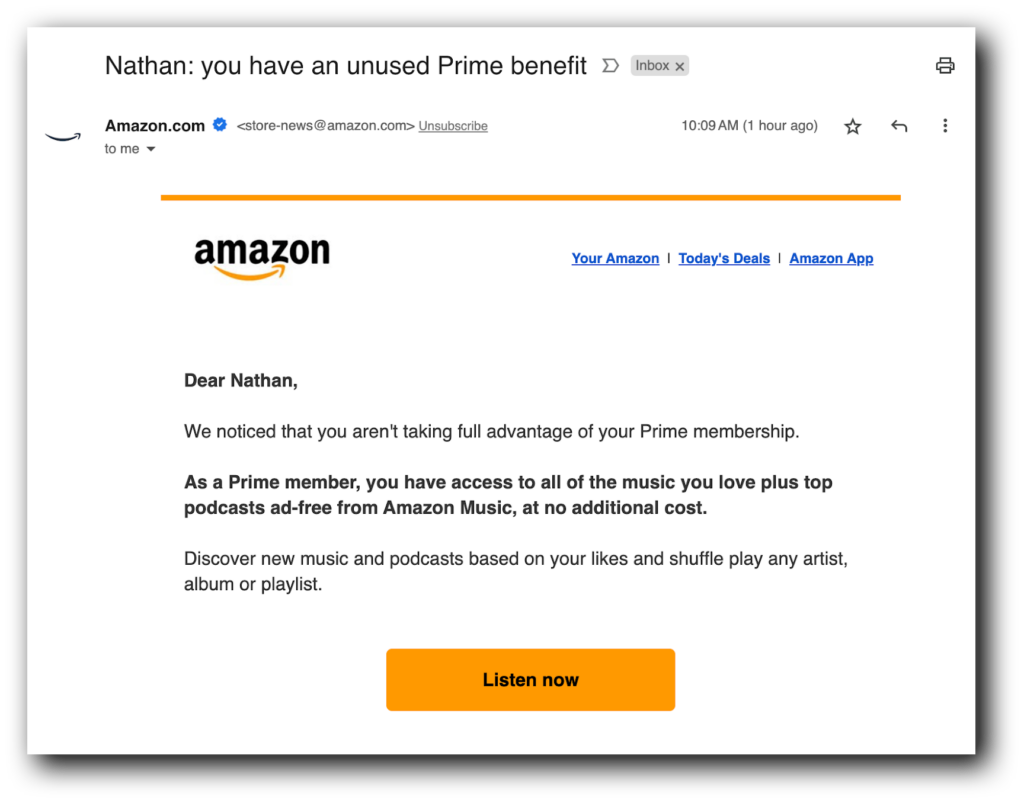 Nathan: you have an unused Prime benefit Inbox x
Amazon.com <store-news@amazon.com> Unsubscribe 10:09 AM (1 hour ago)
to me
amazon
Your Amazon | Today's Deals | Amazon App
Dear Nathan,
We noticed that you aren't taking full advantage of your Prime membership.
As a Prime member, you have access to all of the music you love plus top
podcasts ad-free from Amazon Music, at no additional cost.
Discover new music and podcasts based on your likes and shuffle play any artist,
album or playlist.
Listen now